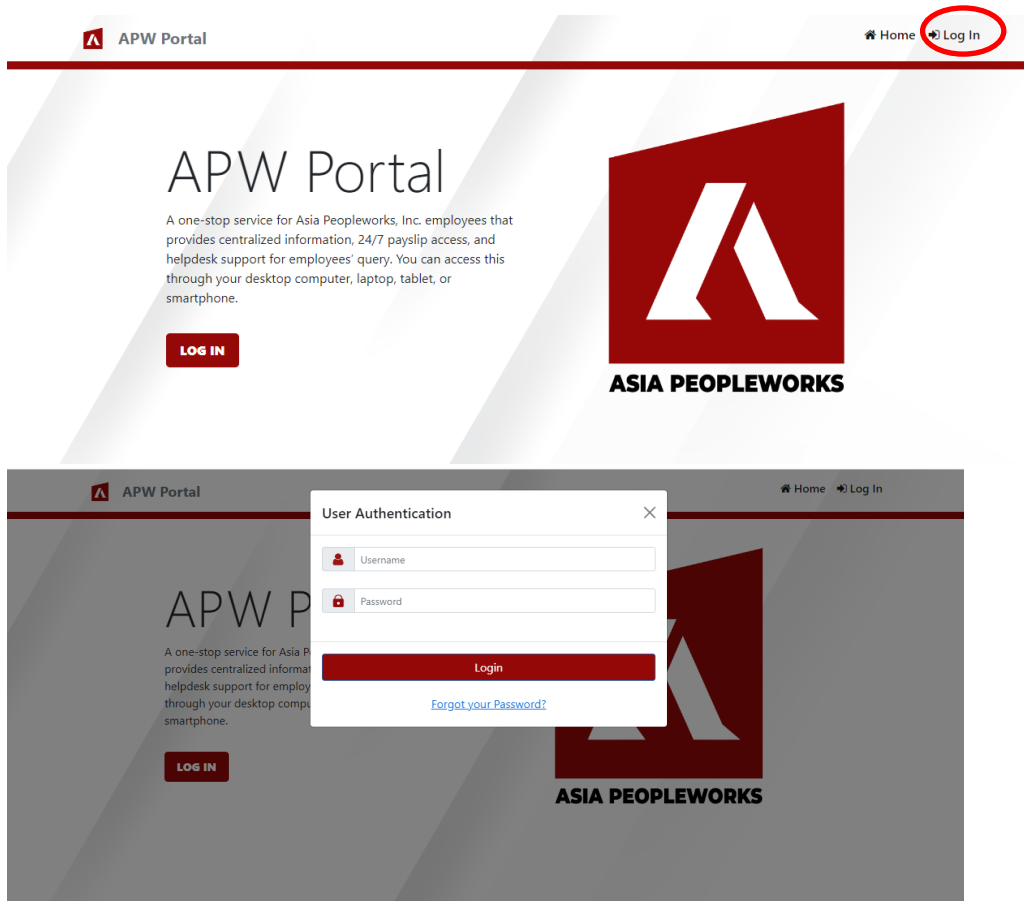 APW Portal
Home Log In
APW Portal
A one-stop service for Asia Peopleworks, Inc. employees that
provides centralized information, 24/7 payslip access, and
helpdesk support for employees' query. You can access this
through your desktop computer, laptop, tablet, or
smartphone.
LOG IN
ASIA PEOPLEWORKS
APW Portal
Home Log In
User Authentication
Username
Password
Login
Forgot your Password?
APW P
A one-stop service for Asia P
provides centralized informat
helpdesk support for employ
through your desktop compu
smartphone.
LOG IN
ASIA PEOPLEWORKS